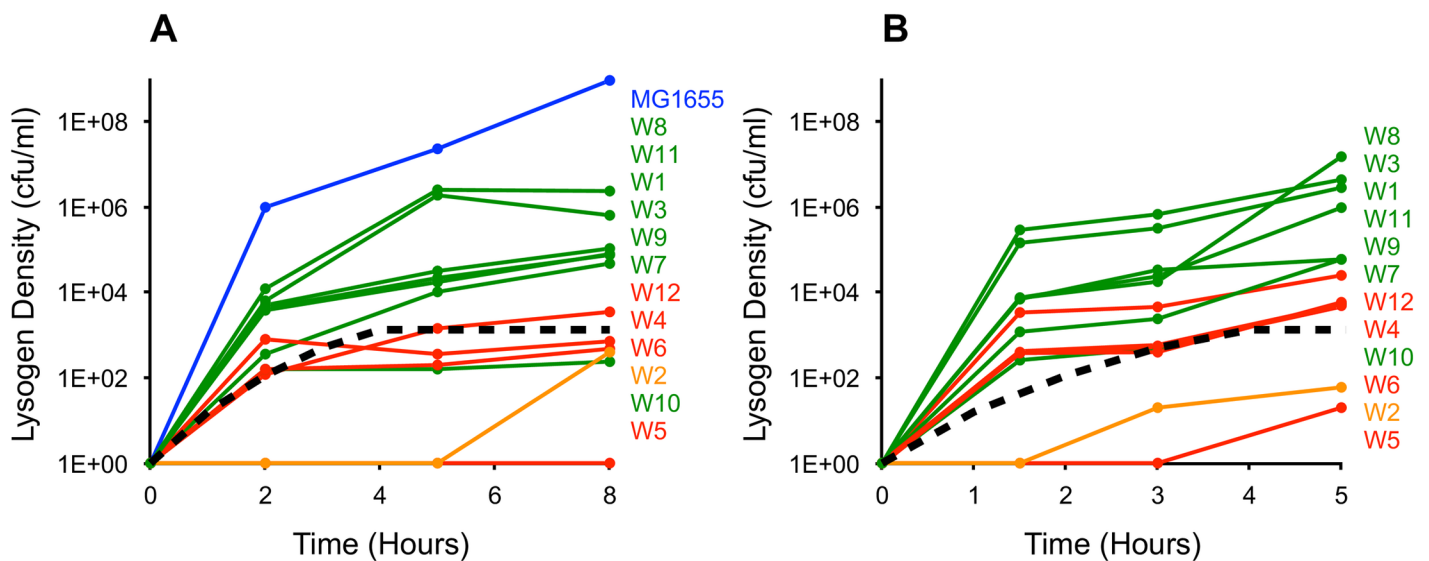 A
Lysogen Density (cfu/ml)
1E+08
1E+06
1E+04
1E+02
1E+00
0
2
4
6
8
Time (Hours)
MG1655
W8
W11
W1
W3
W9
W7
W12
W4
W6
W2
W10
W5
B
Lysogen Density (cfu/ml)
1E+08
1E+06
1E+04
1E+02
1E+00
0
1
2
3
4
5
Time (Hours)
W8
W3
W1
W11
W9
W7
W12
W4
W10
W6
W2
W5